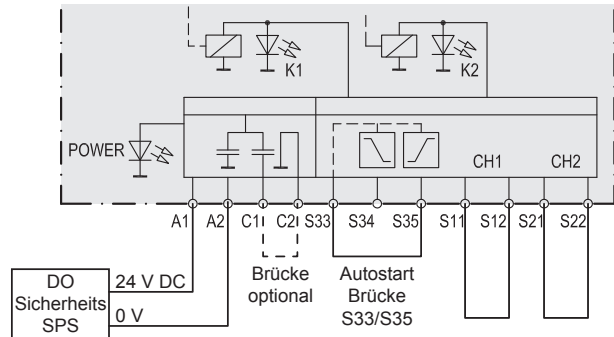 K1
K2
POWER
CH1
CH2
A1 A2 C1 C2 S33 S34 S35 S11 S12 S21 S22
DO
Sicherheits
SPS
24 V DC
0 V
Brücke
optional
Autostart
Brücke
S33/S35